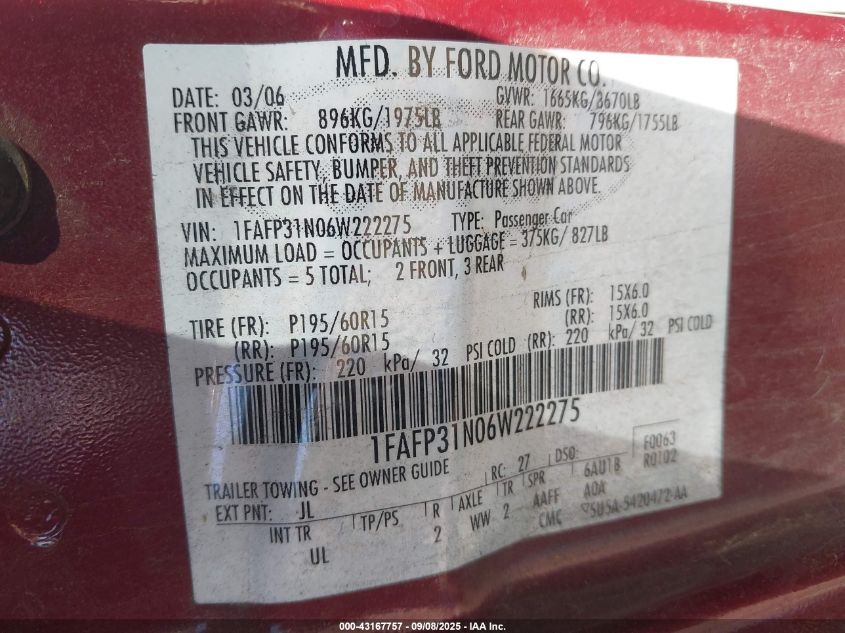 MFD. BY FORD MOTOR CO.
DATE: 03/06 GVWR: 1665KG/3670LB
FRONT GAWR: 896KG/1975LB REAR GAWR: 796KG/1755LB
THIS VEHICLE CONFORMS TO ALL APPLICABLE FEDERAL MOTOR
VEHICLE SAFETY, BUMPER, AND THEFT PREVENTION STANDARDS
IN EFFECT ON THE DATE OF MANUFACTURE SHOWN ABOVE.
VIN: 1FAFP31N06W222275 TYPE: Passenger Car
MAXIMUM LOAD = OCCUPANTS + LUGGAGE = 375KG/ 827LB
OCCUPANTS = 5 TOTAL; 2 FRONT, 3 REAR
TIRE (FR): P195/60R15 RIMS (FR): 15X6.0
(RR): P195/60R15 (RR): 15X6.0
PRESSURE (FR): 220 kPa/ 32 PSI COLD (RR): 220 kPa/ 32 PSI COLD
1FAFP31N06W222275
F0063
R0102
TRAILER TOWING - SEE OWNER GUIDE RC: 27 DSO:
EXT PNT: JL TP/PS R AXLE TR SPR 6AU1B
INT TR 2 WW 2 AAFF A0A
UL CMC 5U5A-5420472-AA
000-43167757 - 09/08/2025 - IAA Inc.